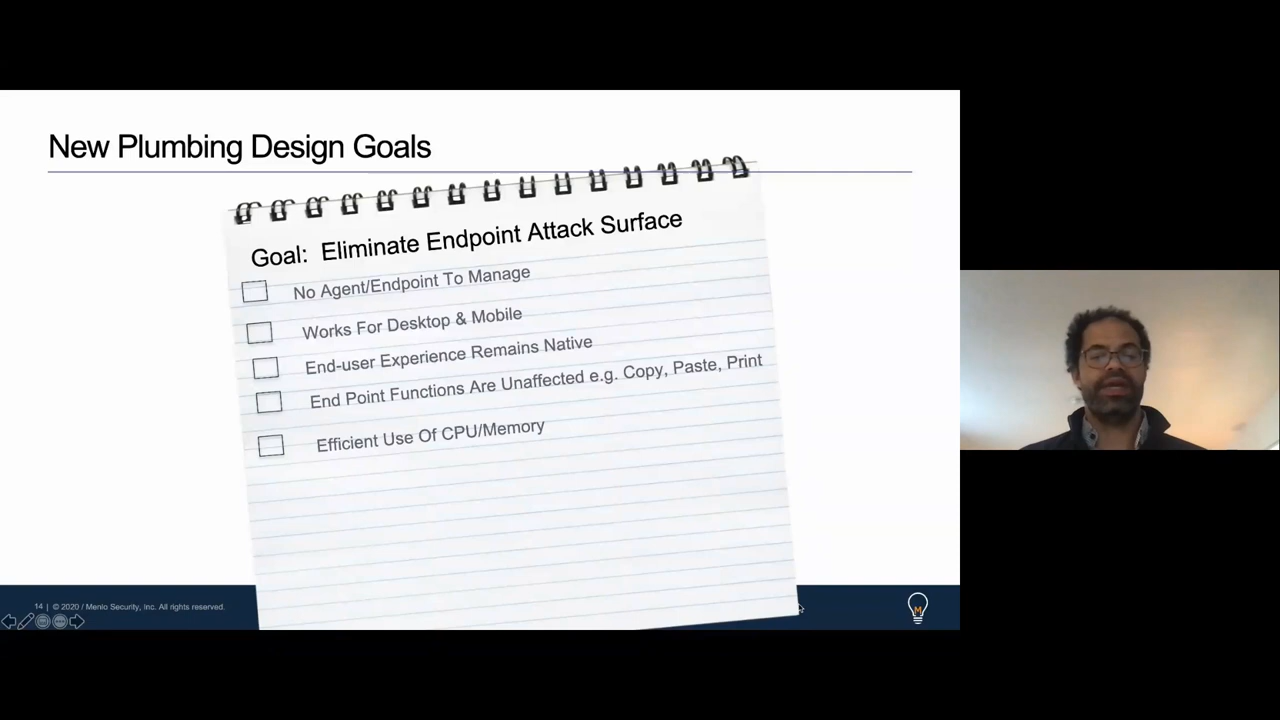 New Plumbing Design Goals
Goal: Eliminate Endpoint Attack Surface
No Agent/Endpoint To Manage
Works For Desktop & Mobile
End-user Experience Remains Native
End Point Functions Are Unaffected e.g. Copy, Paste, Print
Efficient Use Of CPU/Memory
14 | © 2020 / Menlo Security, Inc. All rights reserved.
M